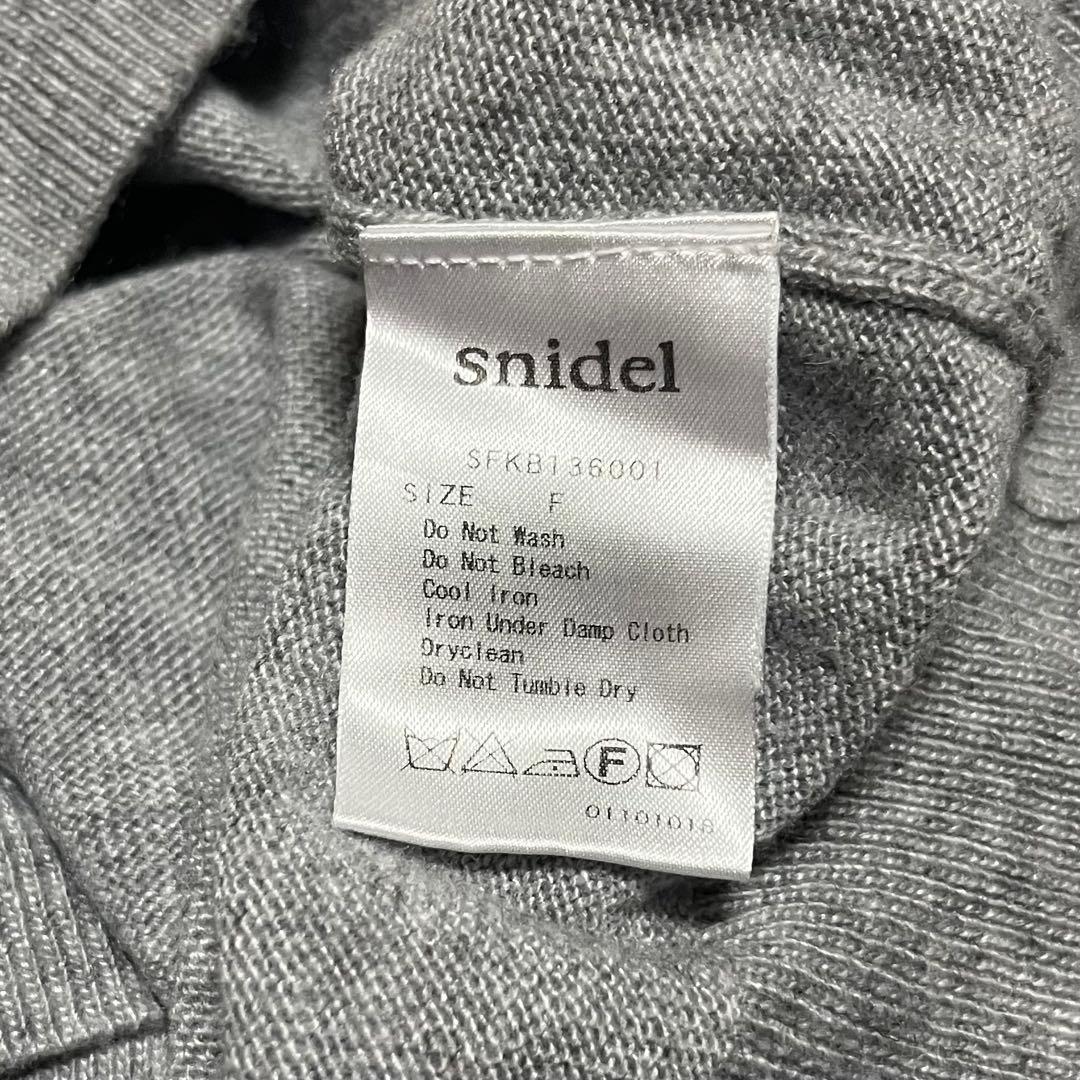 snidel
SFKB136001
SIZE F
Do Not Wash
Do Not Bleach
Cool Iron
Iron Under Damp Cloth
Dryclean
Do Not Tumble Dry
F
01101018